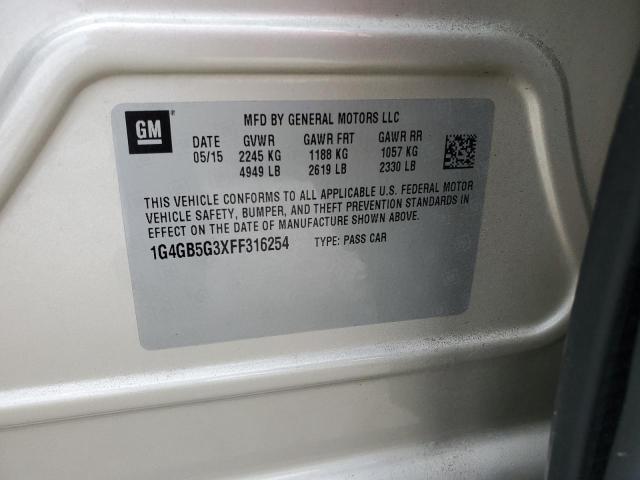 GM
MFD BY GENERAL MOTORS LLC
DATE GVWR GAWR FRT GAWR RR
05/15 2245 KG 1188 KG 1057 KG
4949 LB 2619 LB 2330 LB
THIS VEHICLE CONFORMS TO ALL APPLICABLE U.S. FEDERAL MOTOR
VEHICLE SAFETY, BUMPER, AND THEFT PREVENTION STANDARDS IN
EFFECT ON THE DATE OF MANUFACTURE SHOWN ABOVE.
1G4GB5G3XFF316254 TYPE: PASS CAR